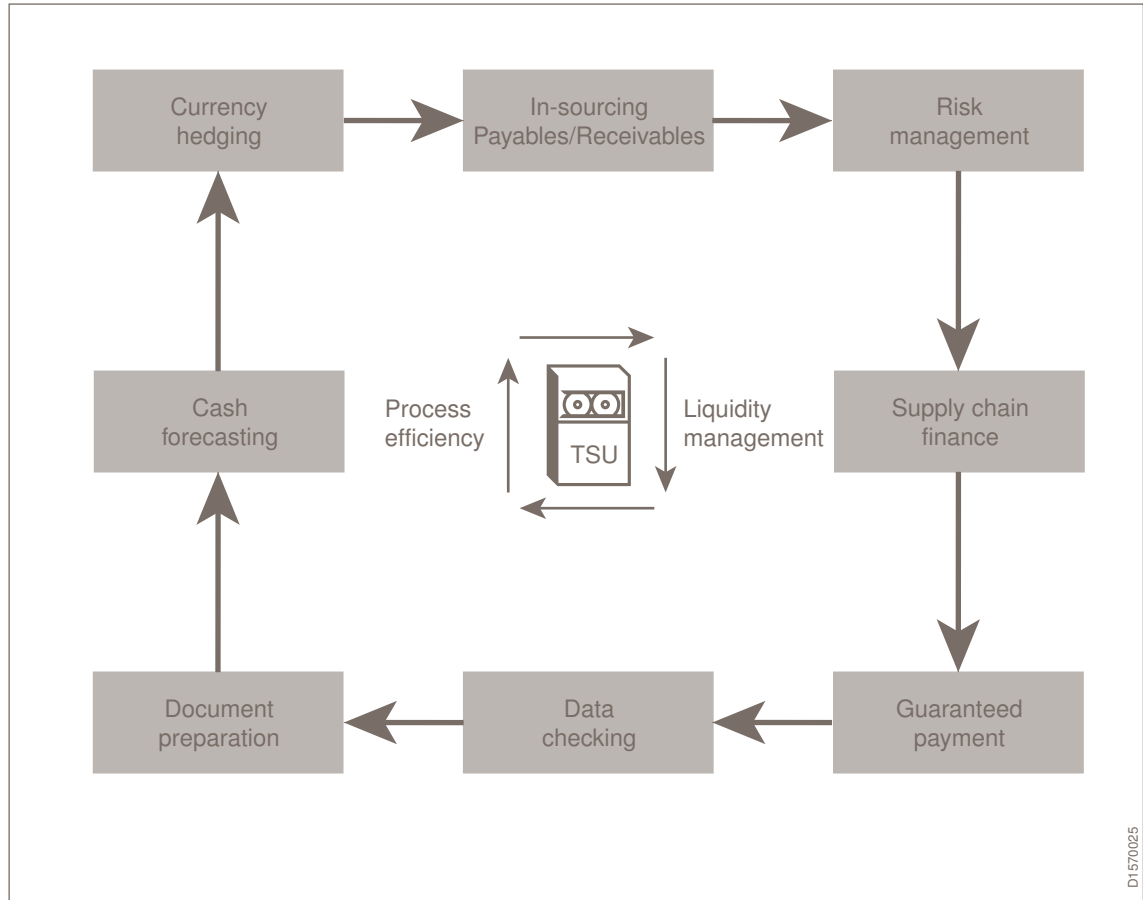 Currency
hedging
In-sourcing
Payables/Receivables
Risk
management
Cash
forecasting
Process
efficiency
TSU
Liquidity
management
Supply chain
finance
Document
preparation
Data
checking
Guaranteed
payment
D1570025